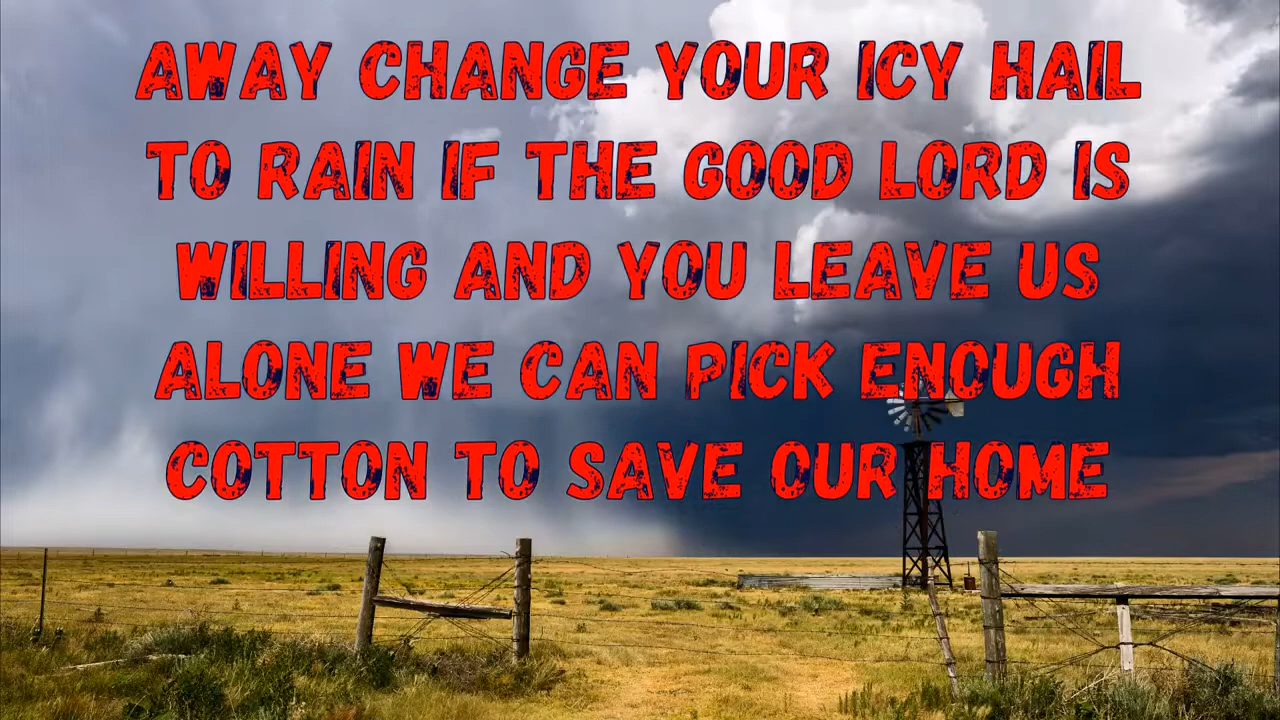 AWAY CHANGE YOUR ICY HAIL
TO RAIN IF THE GOOD LORD IS
WILLING AND YOU LEAVE US
ALONE WE CAN PICK ENOUGH
COTTON TO SAVE OUR HOME